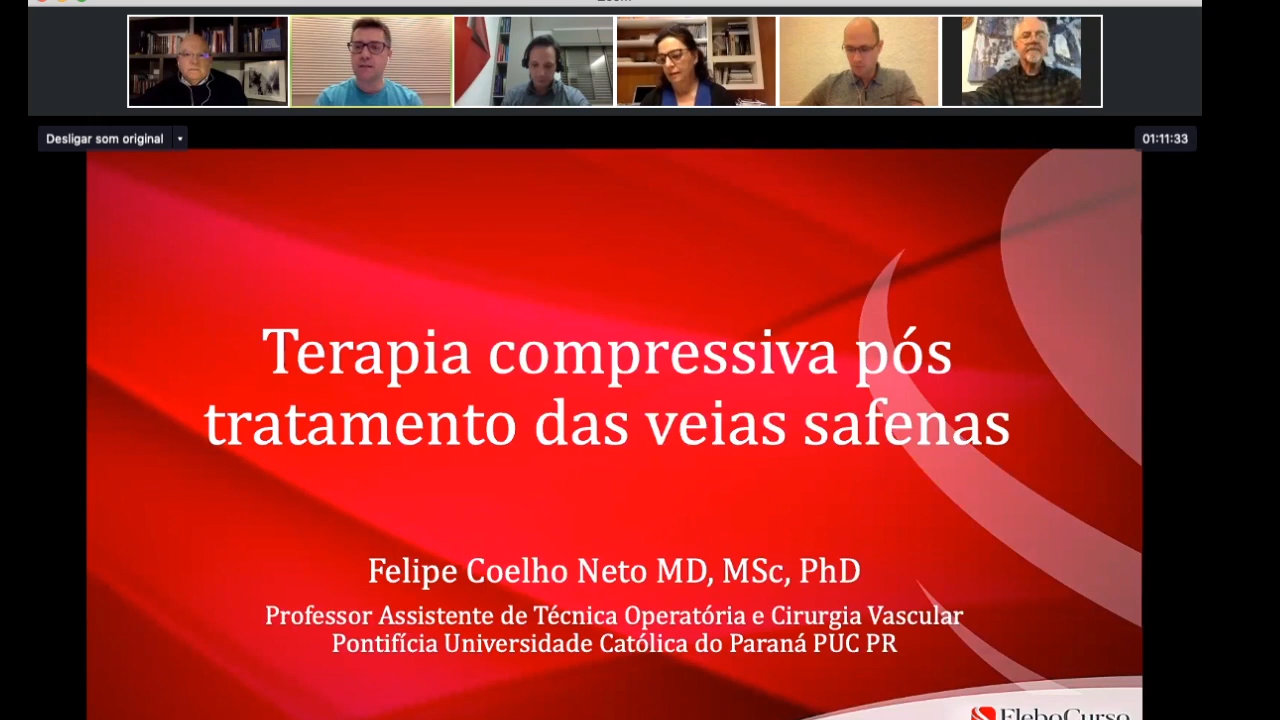 Desligar som original
01:11:33
Terapia compressiva pós
tratamento das veias safenas
Felipe Coelho Neto MD, MSc, PhD
Professor Assistente de Técnica Operatória e Cirurgia Vascular
Pontifícia Universidade Católica do Paraná PUC PR
FleboCurso